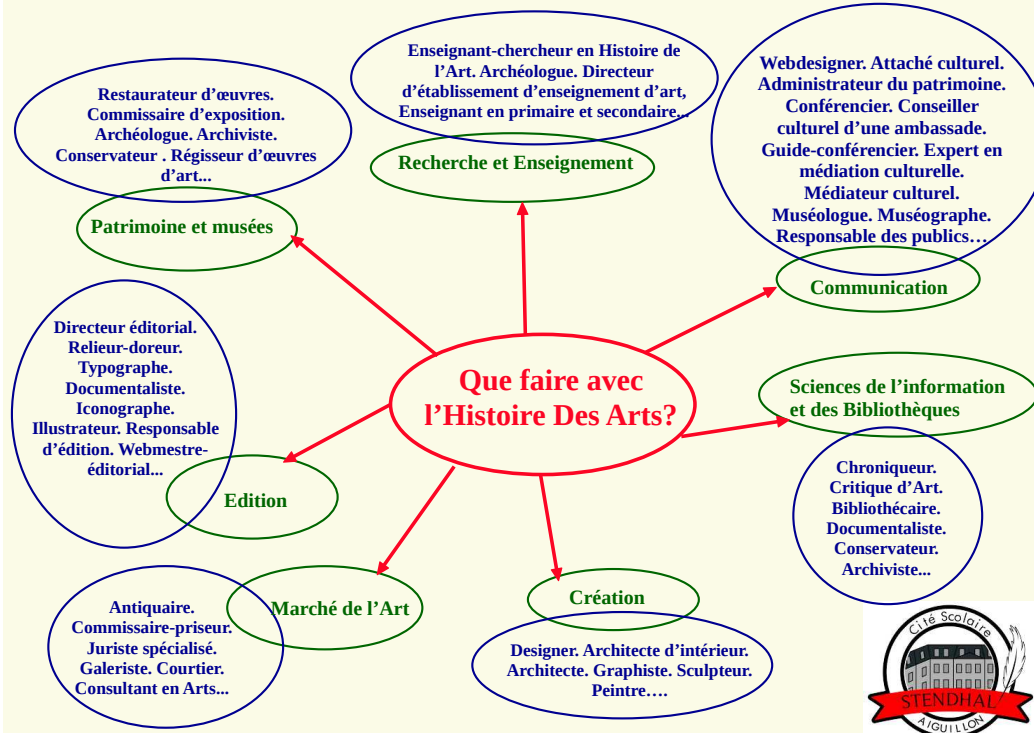 Enseignant-chercheur en Histoire de
l’Art. Archéologue. Directeur
d’établissement d’enseignement d’art,
Enseignant en primaire et secondaire...
Recherche et Enseignement
Restaurateur d’œuvres.
Commissaire d’exposition.
Archéologue. Archiviste.
Conservateur . Régisseur d’œuvres
d’art...
Patrimoine et musées
Webdesigner. Attaché culturel.
Administrateur du patrimoine.
Conférencier. Conseiller
culturel d’une ambassade.
Guide-conférencier. Expert en
médiation culturelle.
Médiateur culturel.
Muséologue. Muséographe.
Responsable des publics…
Communication
Directeur éditorial.
Relieur-doreur.
Typographe.
Documentaliste.
Iconographe.
Illustrateur. Responsable
d’édition. Webmestre-
éditorial...
Edition
Que faire avec
l’Histoire Des Arts?
Sciences de l’information
et des Bibliothèques
Chroniqueur.
Critique d’Art.
Bibliothécaire.
Documentaliste.
Conservateur.
Archiviste...
Antiquaire.
Commissaire-priseur.
Juriste spécialisé.
Galeriste. Courtier.
Consultant en Arts...
Marché de l’Art
Création
Designer. Architecte d’intérieur.
Architecte. Graphiste. Sculpteur.
Peintre….
Cité Scolaire
STENDHAL
AIGUILLON